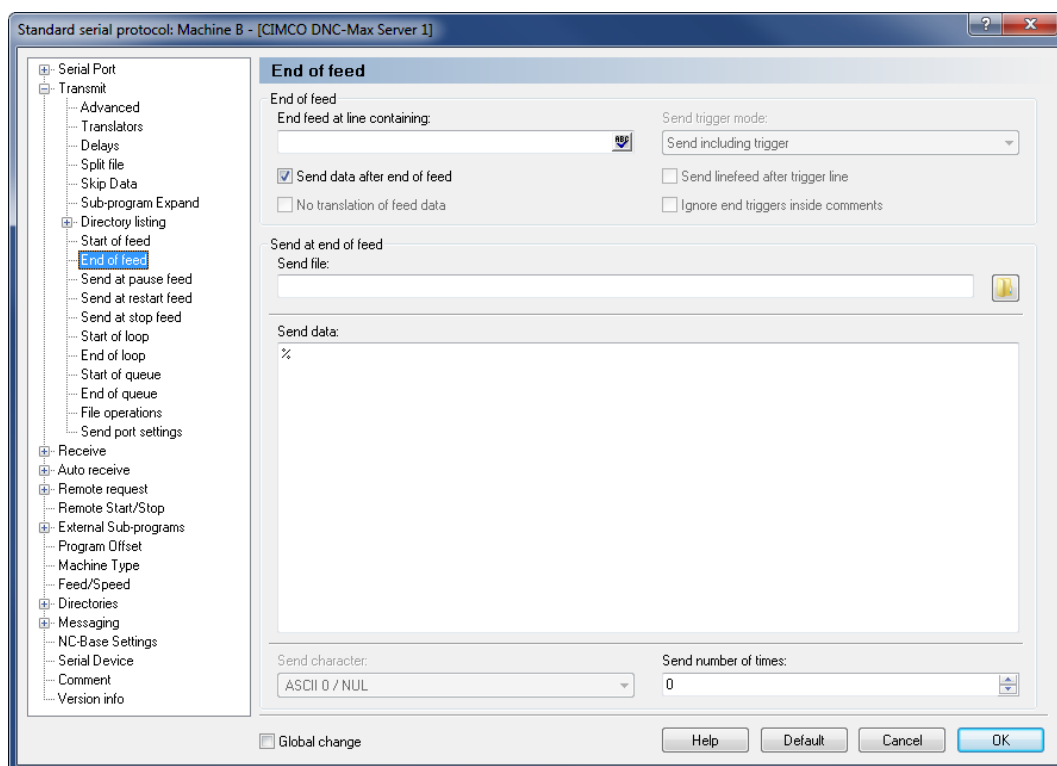 Standard serial protocol: Machine B - [CIMCO DNC-Max Server 1]
Serial Port
Transmit
Advanced
Translators
Delays
Split file
Skip Data
Sub-program Expand
Directory listing
Start of feed
End of feed
Send at pause feed
Send at restart feed
Send at stop feed
Start of loop
End of loop
Start of queue
End of queue
File operations
Send port settings
Receive
Auto receive
Remote request
Remote Start/Stop
External Sub-programs
Program Offset
Machine Type
Feed/Speed
Directories
Messaging
NC-Base Settings
Serial Device
Comment
Version info
End of feed
End of feed
End feed at line containing:
ABC
Send trigger mode:
Send including trigger
Send data after end of feed
Send linefeed after trigger line
No translation of feed data
Ignore end triggers inside comments
Send at end of feed
Send file:
Send data:
%
Send character:
ASCII 0 / NUL
Send number of times:
0
Global change
Help
Default
Cancel
OK